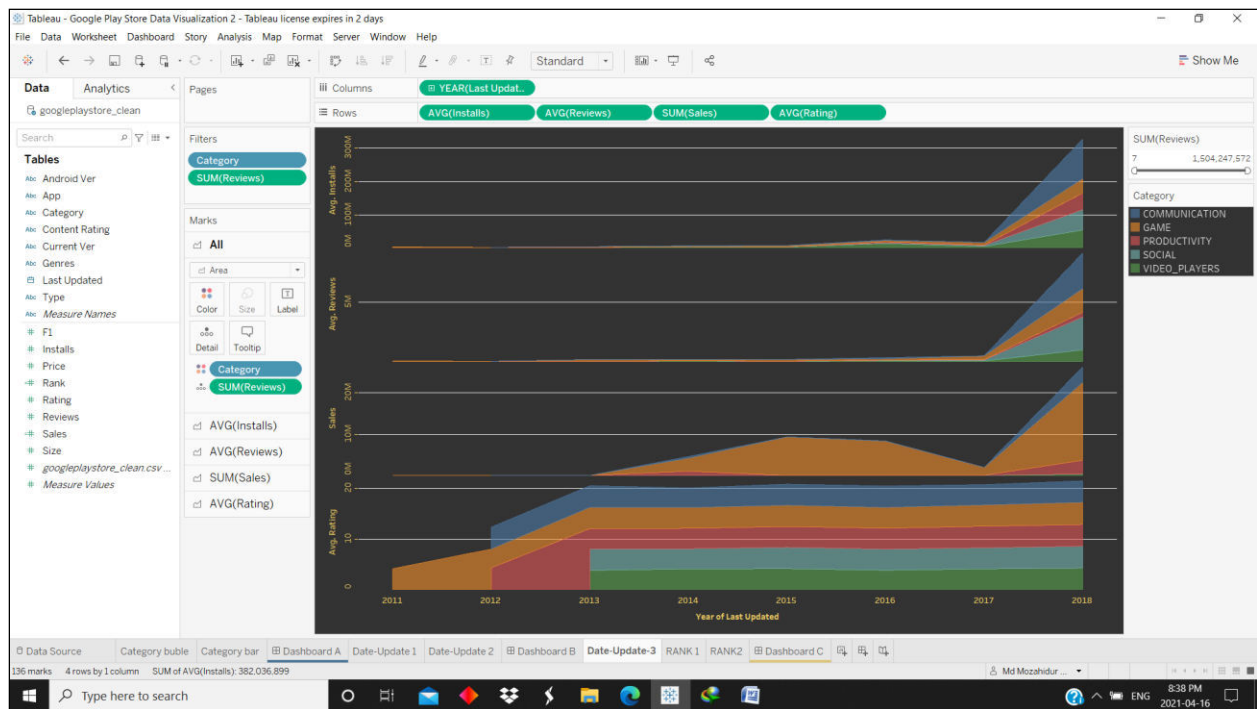 Tableau - Google Play Store Data Visualization 2 - Tableau license expires in 2 days
File Data Worksheet Dashboard Story Analysis Map Format Server Window Help
Standard
Show Me
Data Analytics
googleplaystore_clean
Search
Tables
Abc Android Ver
Abc App
Abc Category
Abc Content Rating
Abc Current Ver
Abc Genres
Last Updated
Abc Type
Abc Measure Names
# F1
# Installs
# Price
=# Rank
# Rating
# Reviews
=# Sales
# Size
# googleplaystore_clean.csv ...
# Measure Values
Pages
Filters
Category
SUM(Reviews)
Marks
All
Area
Color Size Label
Detail Tooltip
Category
SUM(Reviews)
AVG(Installs)
AVG(Reviews)
SUM(Sales)
AVG(Rating)
Columns
YEAR(Last Updat..
Rows
AVG(Installs) AVG(Reviews) SUM(Sales) AVG(Rating)
Avg. Installs
300M
200M
100M
0M
Avg. Reviews
5M
Sales
20M
10M
0M
Avg. Rating
20
10
0
2011 2012 2013 2014 2015 2016 2017 2018
Year of Last Updated
SUM(Reviews)
7 1,504,247,572
Category
COMMUNICATION
GAME
PRODUCTIVITY
SOCIAL
VIDEO_PLAYERS
Data Source Category buble Category bar Dashboard A Date-Update 1 Date-Update 2 Dashboard B Date-Update-3 RANK 1 RANK2 Dashboard C
136 marks 4 rows by 1 column SUM of AVG(Installs): 382,036,899
Md Mozahidur ...
Type here to search
ENG
8:38 PM
2021-04-16